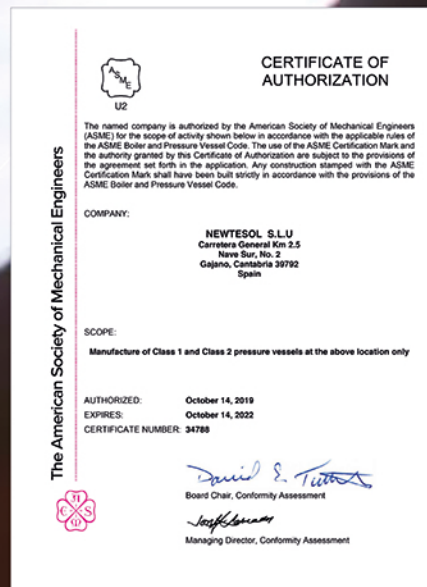 The American Society of Mechanical Engineers
ASME
U2
CERTIFICATE OF
AUTHORIZATION
The named company is authorized by the American Society of Mechanical Engineers
(ASME) for the scope of activity shown below in accordance with the applicable rules of
the ASME Boiler and Pressure Vessel Code. The use of the ASME Certification Mark and
the authority granted by this Certificate of Authorization are subject to the provisions of
the agreement set forth in the application. Any construction stamped with the ASME
Certification Mark shall have been built strictly in accordance with the provisions of the
ASME Boiler and Pressure Vessel Code.
COMPANY:
NEWTESOL S.L.U
Carretera General Km 2.5
Nave Sur, No. 2
Gajano, Cantabria 39792
Spain
SCOPE:
Manufacture of Class 1 and Class 2 pressure vessels at the above location only
AUTHORIZED: October 14, 2019
EXPIRES: October 14, 2022
CERTIFICATE NUMBER: 34788
Board Chair, Conformity Assessment
Managing Director, Conformity Assessment